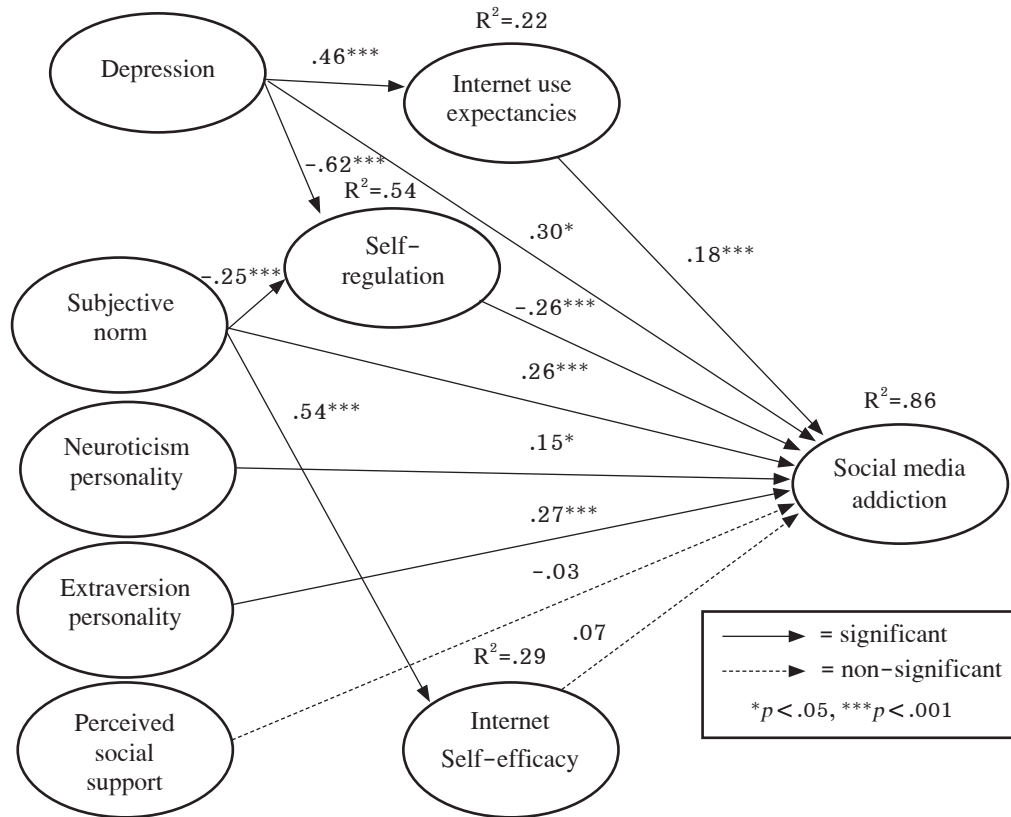 R²=.22
Depression
.46***
Internet use
expectancies
-.62***
R²=.54
Self-
regulation
.30*
.18***
-.25***
Subjective
norm
-.26***
.26***
R²=.86
.54***
Neuroticism
personality
.15*
Social media
addiction
.27***
Extraversion
personality
-.03
.07
R²=.29
Perceived
social
support
Internet
Self-efficacy
= significant
= non-significant
*p<.05, ***p<.001